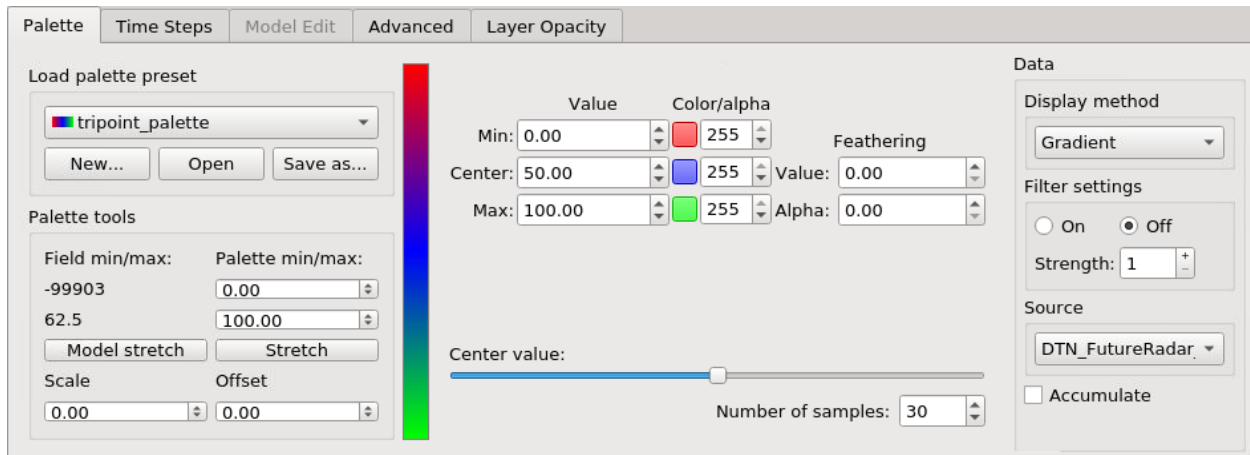 Palette
Time Steps
Model Edit
Advanced
Layer Opacity
Load palette preset
tripoint_palette
New...
Open
Save as...
Palette tools
Field min/max:
Palette min/max:
-99903
0.00
62.5
100.00
Model stretch
Stretch
Scale
Offset
0.00
0.00
Value
Color/alpha
Min: 0.00
255
Center: 50.00
255
Max: 100.00
255
Feathering
Value: 0.00
Alpha: 0.00
Center value:
Number of samples: 30
Data
Display method
Gradient
Filter settings
On
Off
Strength: 1
Source
DTN_FutureRadar
Accumulate